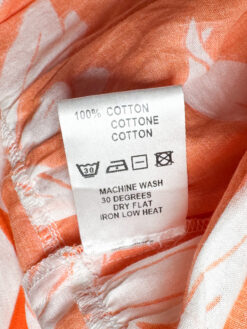 100% COTTON
COTTONE
COTTON
30
MACHINE WASH
30 DEGREES
DRY FLAT
IRON LOW HEAT